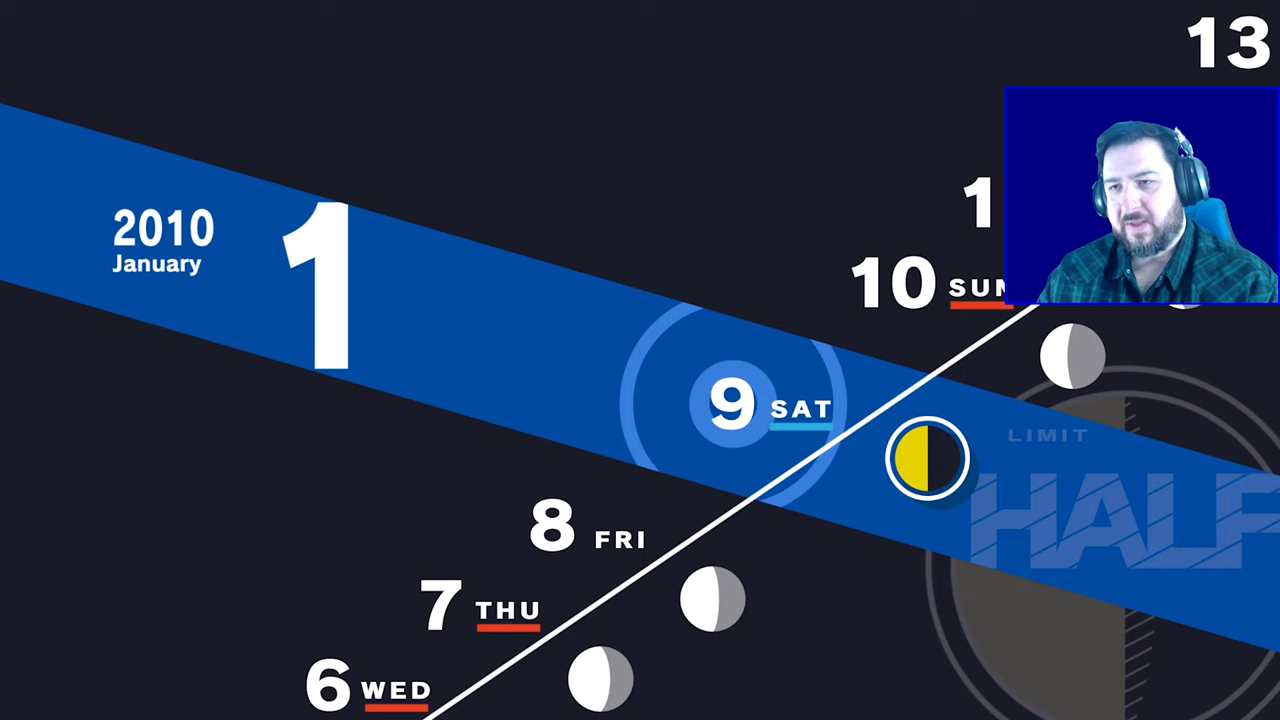 13
2010
January
1
1
10 SUN
9 SAT
LIMIT
HALF
8 FRI
7 THU
6 WED